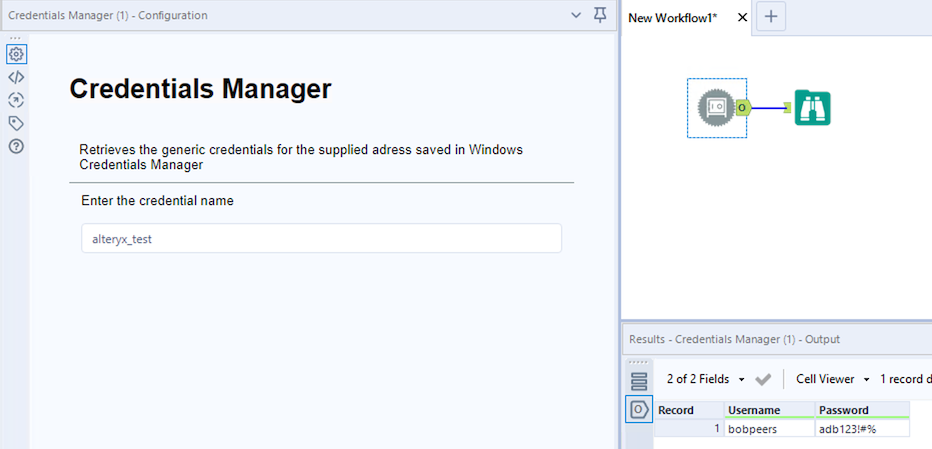 Credentials Manager (1) - Configuration
Credentials Manager
Retrieves the generic credentials for the supplied adress saved in Windows
Credentials Manager
Enter the credential name
alteryx_test
New Workflow1*
O
Results - Credentials Manager (1) - Output
2 of 2 Fields Cell Viewer 1 record d
O
Record Username Password
1 bobpeers adb123!#%